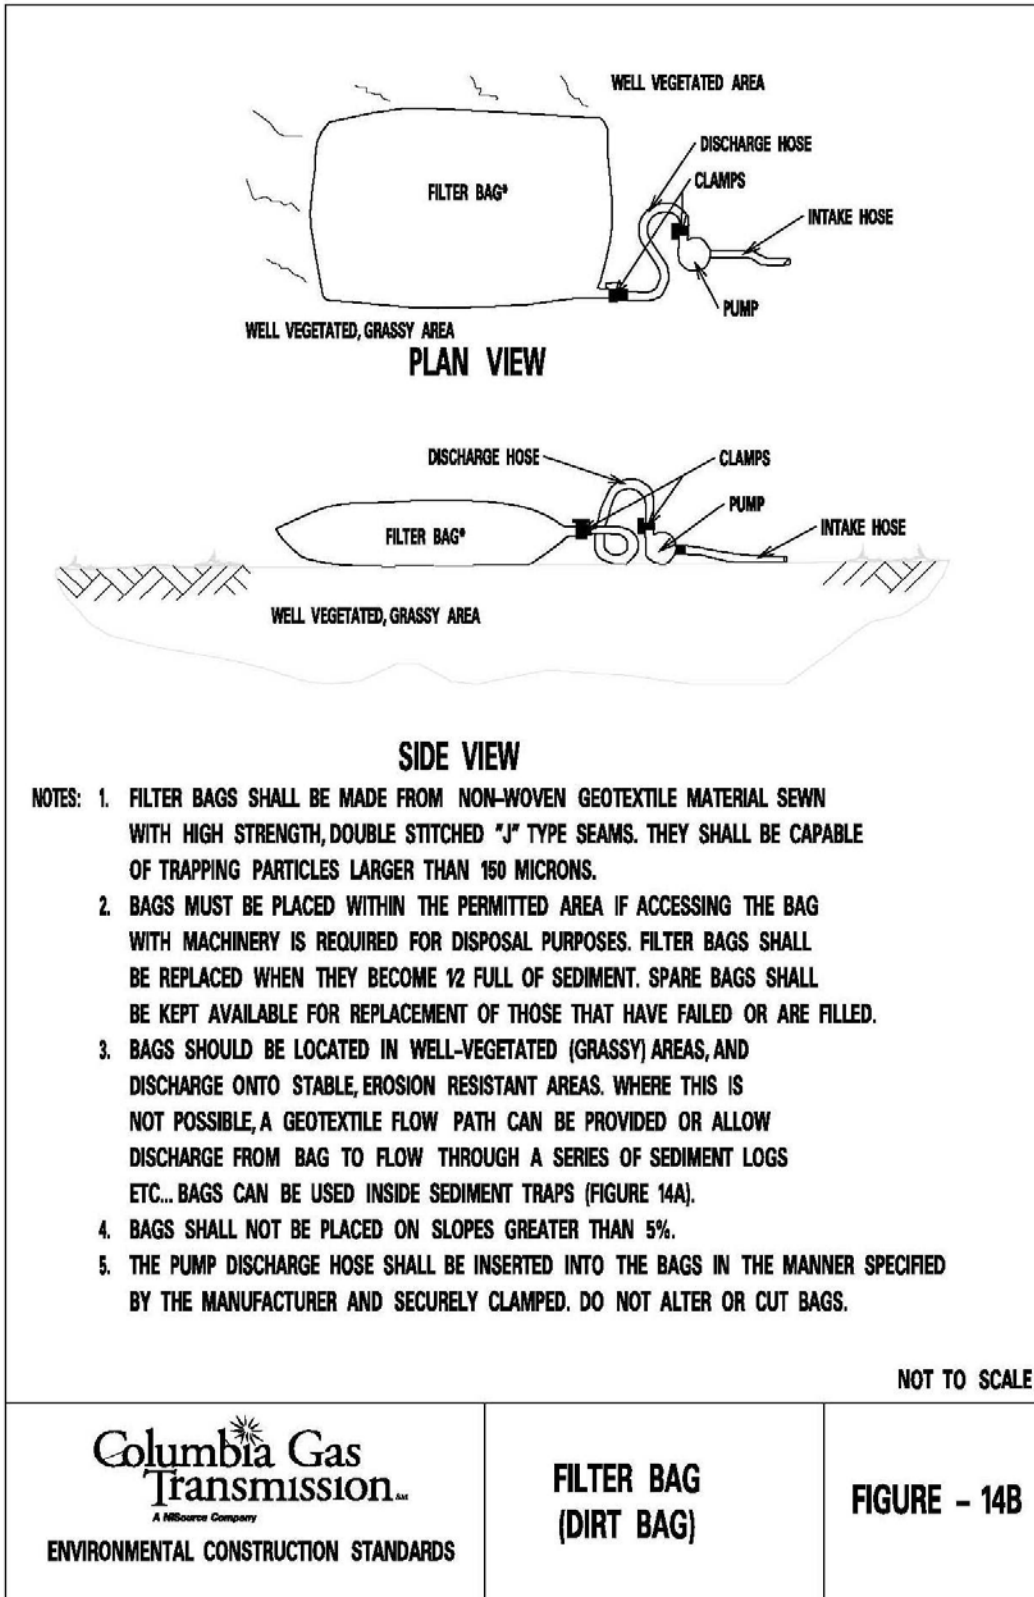 WELL VEGETATED AREA
DISCHARGE HOSE
CLAMPS
FILTER BAG®
INTAKE HOSE
PUMP
WELL VEGETATED, GRASSY AREA
PLAN VIEW
DISCHARGE HOSE
CLAMPS
PUMP
INTAKE HOSE
FILTER BAG®
WELL VEGETATED, GRASSY AREA
SIDE VIEW
NOTES: 1. FILTER BAGS SHALL BE MADE FROM NON-WOVEN GEOTEXTILE MATERIAL SEWN
WITH HIGH STRENGTH, DOUBLE STITCHED "J" TYPE SEAMS. THEY SHALL BE CAPABLE
OF TRAPPING PARTICLES LARGER THAN 150 MICRONS.
2. BAGS MUST BE PLACED WITHIN THE PERMITTED AREA IF ACCESSING THE BAG
WITH MACHINERY IS REQUIRED FOR DISPOSAL PURPOSES. FILTER BAGS SHALL
BE REPLACED WHEN THEY BECOME 1/2 FULL OF SEDIMENT. SPARE BAGS SHALL
BE KEPT AVAILABLE FOR REPLACEMENT OF THOSE THAT HAVE FAILED OR ARE FILLED.
3. BAGS SHOULD BE LOCATED IN WELL-VEGETATED (GRASSY) AREAS, AND
DISCHARGE ONTO STABLE, EROSION RESISTANT AREAS. WHERE THIS IS
NOT POSSIBLE, A GEOTEXTILE FLOW PATH CAN BE PROVIDED OR ALLOW
DISCHARGE FROM BAG TO FLOW THROUGH A SERIES OF SEDIMENT LOGS
ETC... BAGS CAN BE USED INSIDE SEDIMENT TRAPS (FIGURE 14A).
4. BAGS SHALL NOT BE PLACED ON SLOPES GREATER THAN 5%.
5. THE PUMP DISCHARGE HOSE SHALL BE INSERTED INTO THE BAGS IN THE MANNER SPECIFIED
BY THE MANUFACTURER AND SECURELY CLAMPED. DO NOT ALTER OR CUT BAGS.
NOT TO SCALE
Columbia Gas
Transmission℠
A NiSource Company
ENVIRONMENTAL CONSTRUCTION STANDARDS
FILTER BAG
(DIRT BAG)
FIGURE - 14B